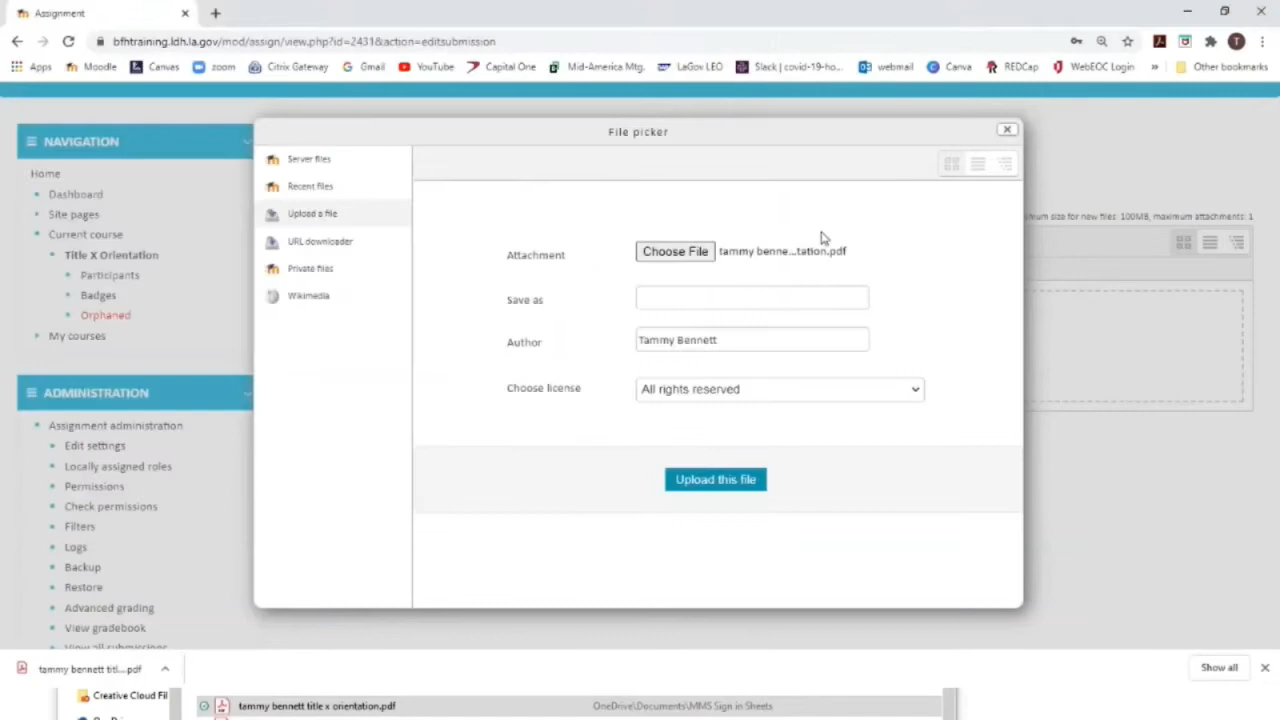 Assignment
bfhtraining.ldh.la.gov/mod/assign/view.php?id=2431&action=editsubmission
T
Apps Moodle Canvas zoom Citrix Gateway Gmail YouTube Capital One Mid-America Mtg. LaGov LEO Slack | covid-19-ho... webmail Canva REDCap WebEOC Login » Other bookmarks
File picker
NAVIGATION
Home
Dashboard
Site pages
Current course
Title X Orientation
Participants
Badges
Orphaned
My courses
ADMINISTRATION
Assignment administration
Edit settings
Locally assigned roles
Permissions
Check permissions
Filters
Logs
Backup
Restore
Advanced grading
View gradebook
View all submissions
Server files
Recent files
Upload a file
URL downloader
Private files
Wikimedia
Attachment Choose File tammy benne...tation.pdf
Save as
Author Tammy Bennett
Choose license All rights reserved
Upload this file
mum size for new files: 100MB, maximum attachments: 1
tammy bennett titl....pdf
Show all
Creative Cloud Fil
tammy bennett title x orientation.pdf OneDrive\Documents\MMS Sign in Sheets